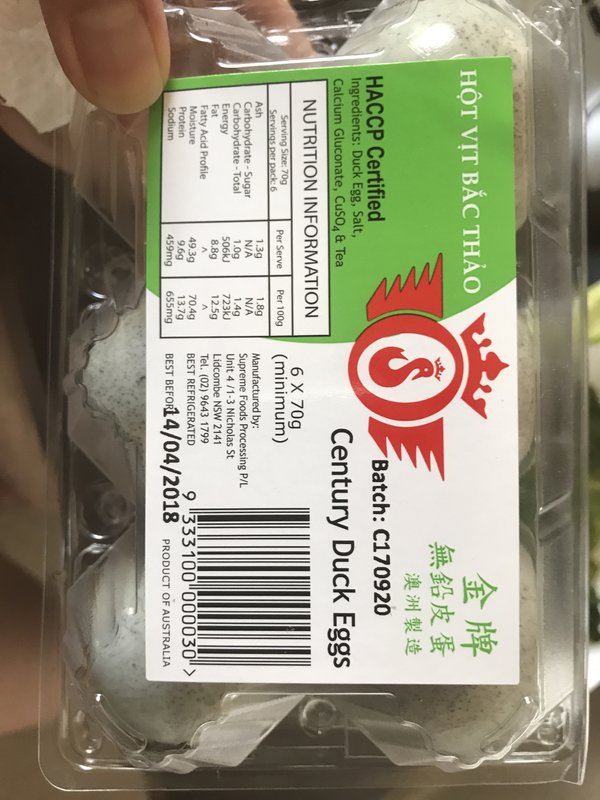 HỘT VỊT BẮC THẢO
金牌
無鉛皮蛋
澳洲製造
HACCP Certified
Ingredients: Duck Egg, Salt,
Calcium Gluconate, CuSO₄ & Tea
NUTRITION INFORMATION
Serving Size: 70g
Servings per pack: 6
Per Serve Per 100g
Ash 1.3g 1.8g
Carbohydrate - Sugar N/A N/A
Carbohydrate - Total 1.0g 1.4g
Energy 506kJ 723kJ
Fat 8.8g 12.5g
Fatty Acid Profile ^ ^
Moisture 49.3g 70.4g
Protein 9.6g 13.7g
Sodium 459mg 655mg
Batch: C170920
Century Duck Eggs
6 X 70g
(minimum)
Manufactured by:
Supreme Foods Processing P/L
Unit 4 /1-3 Nicholas St
Lidcombe NSW 2141
Tel. (02) 9643 1799
BEST REFRIGERATED
BEST BEFOR 14/04/2018
9 333100 000030 >
PRODUCT OF AUSTRALIA